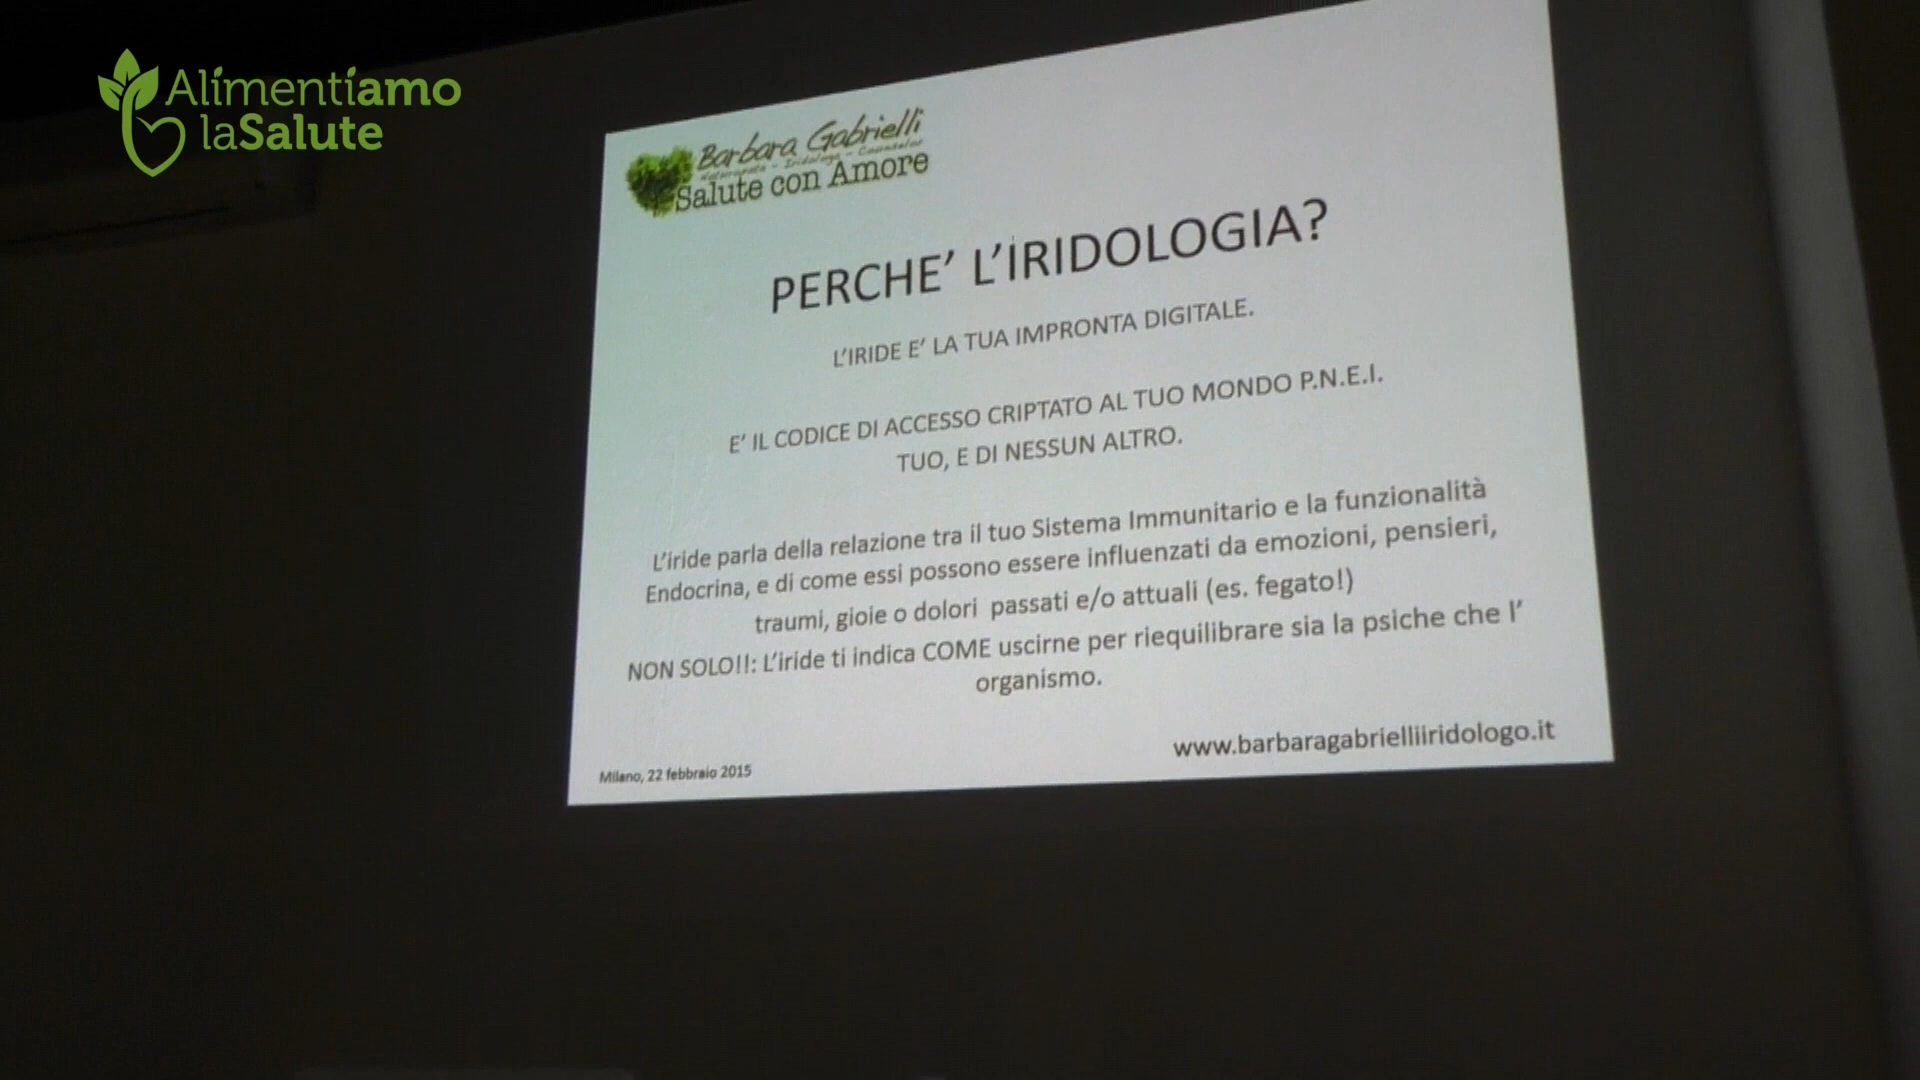 Alimentiamo
laSalute
Barbara Gabrielli
Naturopata - Iridologa - Counselor
Salute con Amore
PERCHE' L'IRIDOLOGIA?
L'IRIDE E' LA TUA IMPRONTA DIGITALE.
E' IL CODICE DI ACCESSO CRIPTATO AL TUO MONDO P.N.E.I.
TUO, E DI NESSUN ALTRO.
L'iride parla della relazione tra il tuo Sistema Immunitario e la funzionalità
Endocrina, e di come essi possono essere influenzati da emozioni, pensieri,
traumi, gioie o dolori passati e/o attuali (es. fegato!)
NON SOLO!!: L'iride ti indica COME uscirne per riequilibrare sia la psiche che l'
organismo.
www.barbaragabrielliiridologo.it
Milano, 22 febbraio 2015